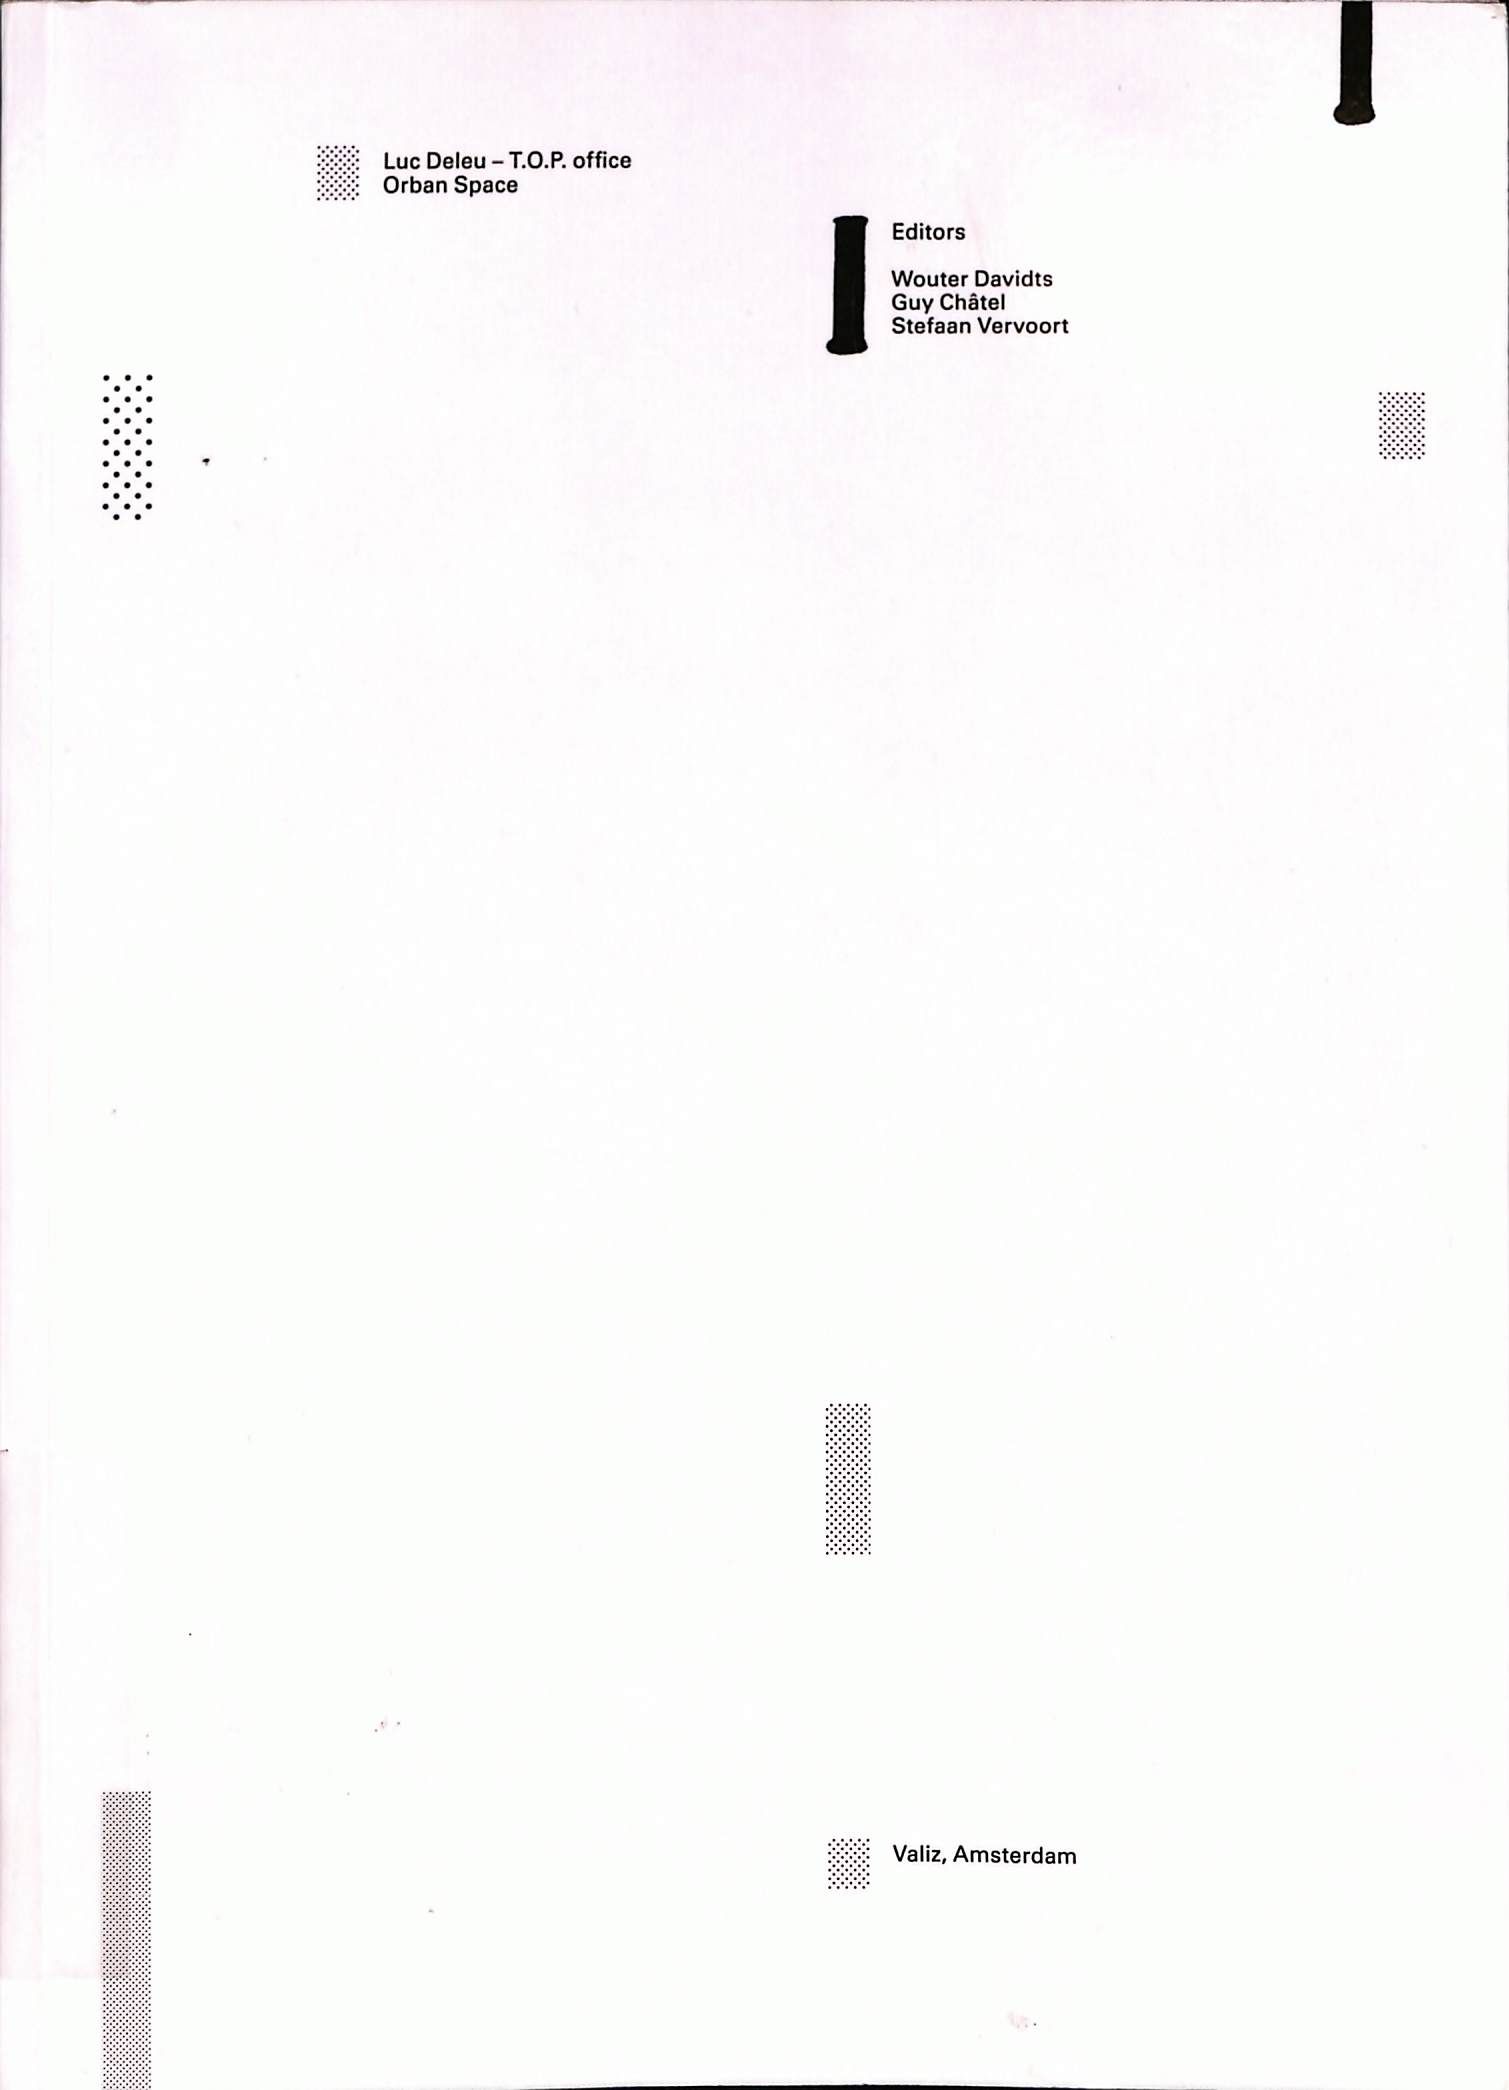 Luc Deleu – T.O.P. office
Orban Space
Editors
Wouter Davidts
Guy Châtel
Stefaan Vervoort
Valiz, Amsterdam